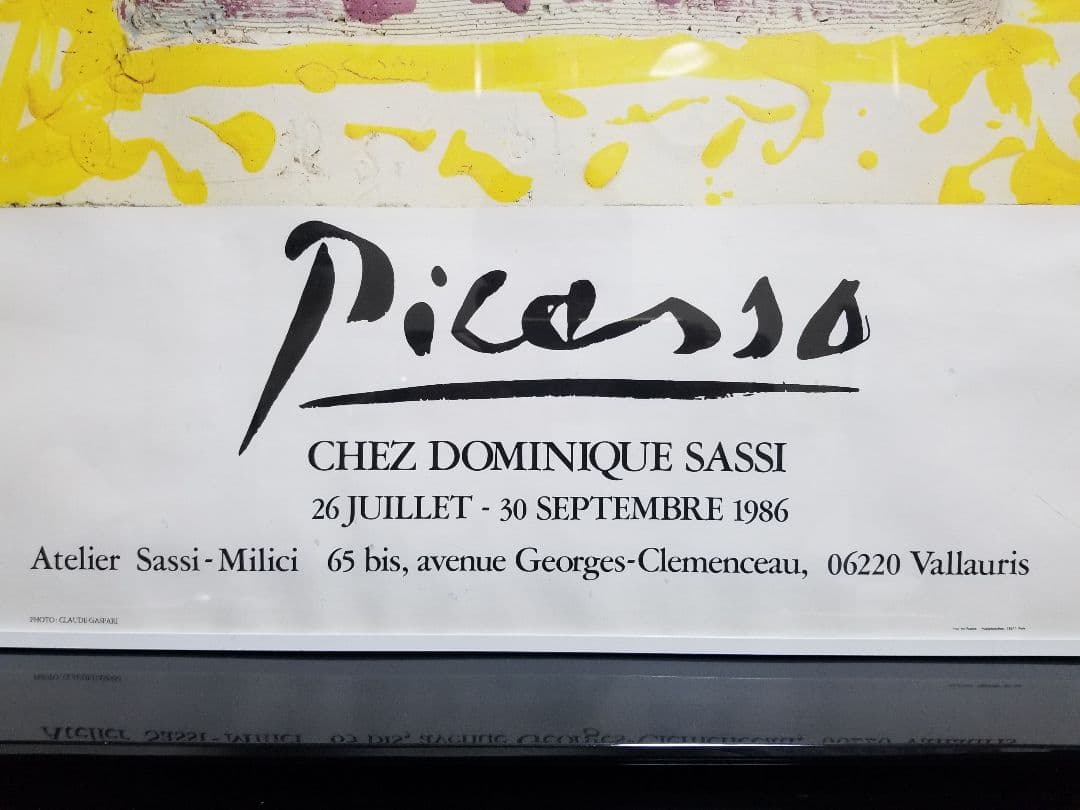 Picasso
CHEZ DOMINIQUE SASSI
26 JUILLET - 30 SEPTEMBRE 1986
Atelier Sassi-Milici 65 bis, avenue Georges-Clemenceau, 06220 Vallauris
PHOTO: CLAUDE GASPARI